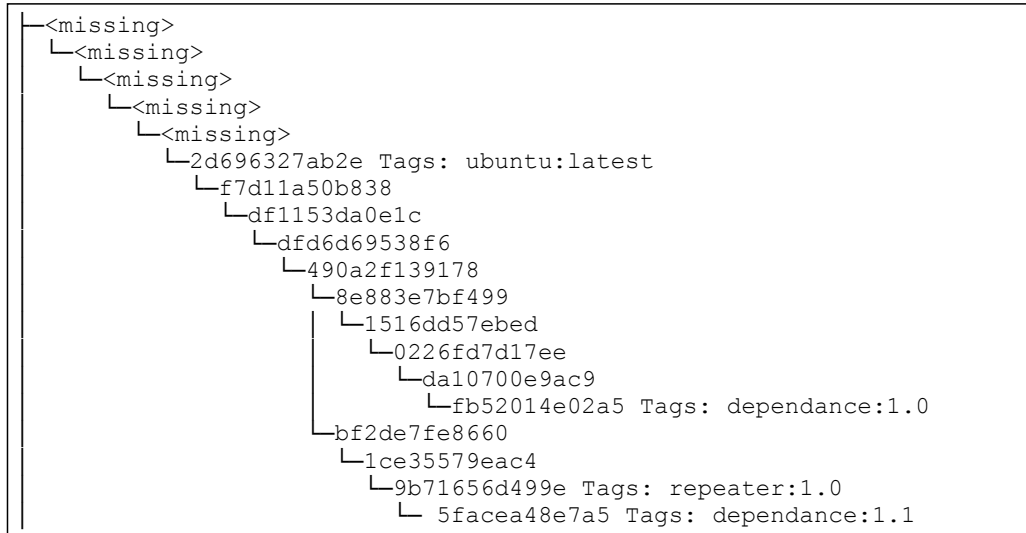 ├─<missing>
│ └─<missing>
│   └─<missing>
│     └─<missing>
│       └─<missing>
│         └─2d696327ab2e Tags: ubuntu:latest
│           └─f7d11a50b838
│             └─df1153da0e1c
│               └─dfd6d69538f6
│                 └─490a2f139178
│                   └─8e883e7bf499
│                   │ └─1516dd57ebed
│                   │   └─0226fd7d17ee
│                   │     └─da10700e9ac9
│                   │       └─fb52014e02a5 Tags: dependance:1.0
│                   └─bf2de7fe8660
│                     └─1ce35579eac4
│                       └─9b71656d499e Tags: repeater:1.0
│                         └─ 5facea48e7a5 Tags: dependance:1.1